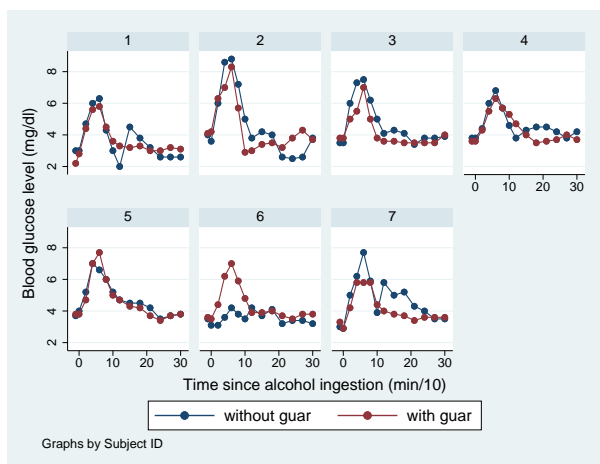 1 2 3 4
8
6
4
2
0 10 20 30
5 6 7
8
6
4
2
0 10 20 30 0 10 20 30 0 10 20 30
Blood glucose level (mg/dl)
Time since alcohol ingestion (min/10)
without guar with guar
Graphs by Subject ID